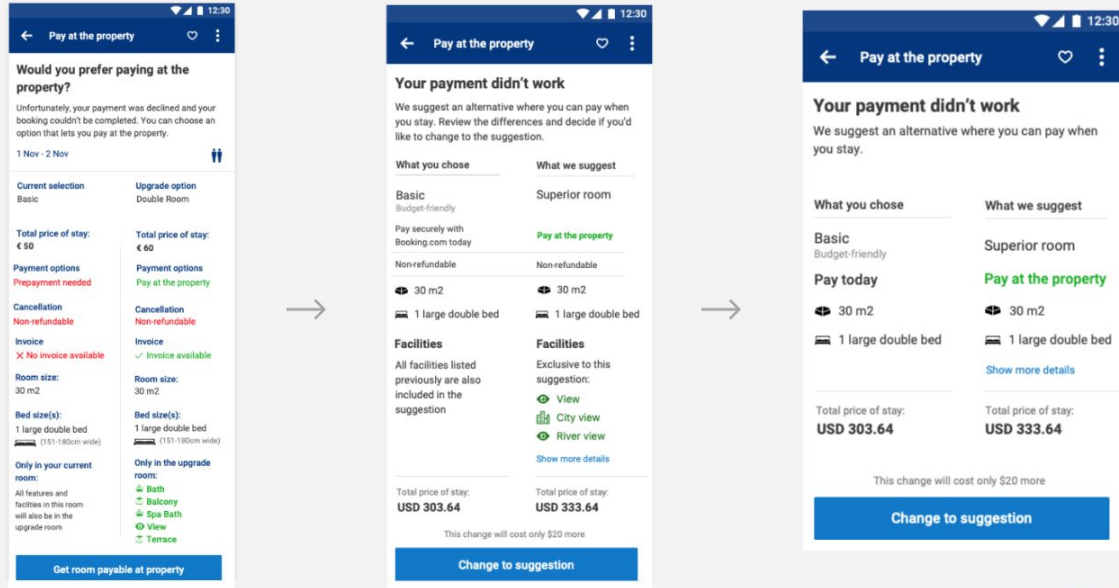 12:30
Pay at the property
Would you prefer paying at the
property?
Unfortunately, your payment was declined and your
booking couldn't be completed. You can choose an
option that lets you pay at the property.
1 Nov - 2 Nov
Current selection
Basic
Upgrade option
Double Room
Total price of stay:
€ 50
Total price of stay:
€ 60
Payment options
Prepayment needed
Payment options
Pay at the property
Cancellation
Non-refundable
Cancellation
Non-refundable
Invoice
No invoice available
Invoice
Invoice available
Room size:
30 m2
Room size:
30 m2
Bed size(s):
1 large double bed
(151-180cm wide)
Bed size(s):
1 large double bed
(151-180cm wide)
Only in your current
room:
All features and
facilities in this room
will also be in the
upgrade room
Only in the upgrade
room:
Bath
Balcony
Spa Bath
View
Terrace
Get room payable at property
12:30
Pay at the property
Your payment didn't work
We suggest an alternative where you can pay when
you stay. Review the differences and decide if you'd
like to change to the suggestion.
What you chose
What we suggest
Basic
Budget-friendly
Superior room
Pay securely with
Booking.com today
Pay at the property
Non-refundable
Non-refundable
30 m2
30 m2
1 large double bed
1 large double bed
Facilities
All facilities listed
previously are also
included in the
suggestion
Facilities
Exclusive to this
suggestion:
View
City view
River view
Show more details
Total price of stay:
USD 303.64
Total price of stay:
USD 333.64
This change will cost only $20 more
Change to suggestion
12:30
Pay at the property
Your payment didn't work
We suggest an alternative where you can pay when
you stay.
What you chose
What we suggest
Basic
Budget-friendly
Superior room
Pay today
Pay at the property
30 m2
30 m2
1 large double bed
1 large double bed
Show more details
Total price of stay:
USD 303.64
Total price of stay:
USD 333.64
This change will cost only $20 more
Change to suggestion